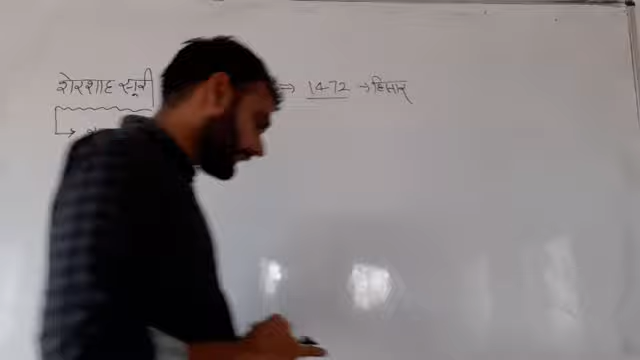 शेरशाह सूरी → 1472 → हिसार
→